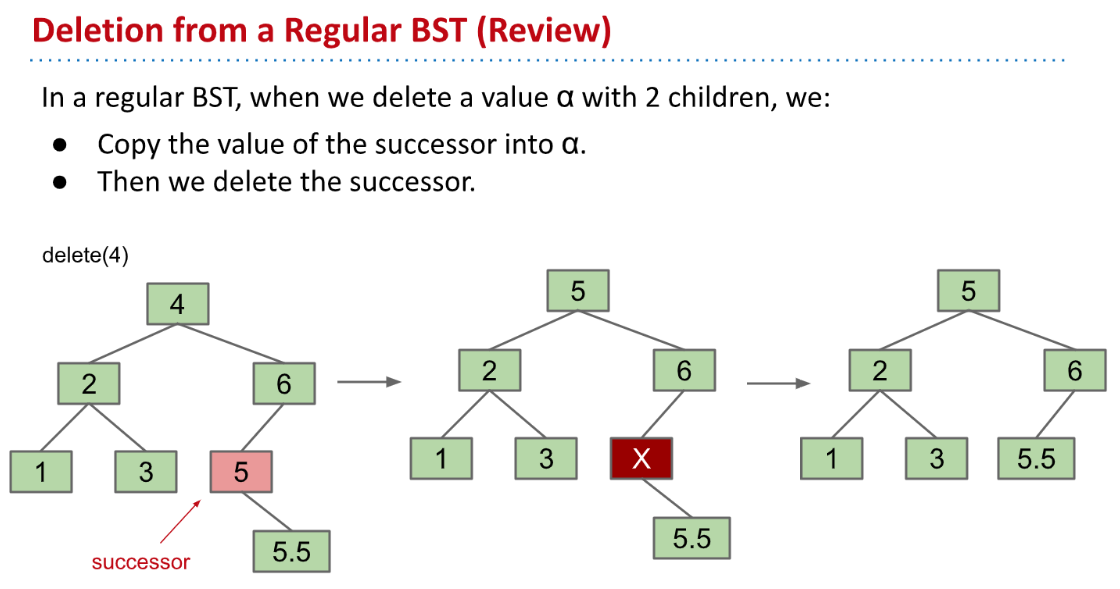 Deletion from a Regular BST (Review)
In a regular BST, when we delete a value α with 2 children, we:
● Copy the value of the successor into α.
● Then we delete the successor.
delete(4)
4
2 6
1 3 5
5.5
successor
5
2 6
1 3 X
5.5
5
2 6
1 3 5.5